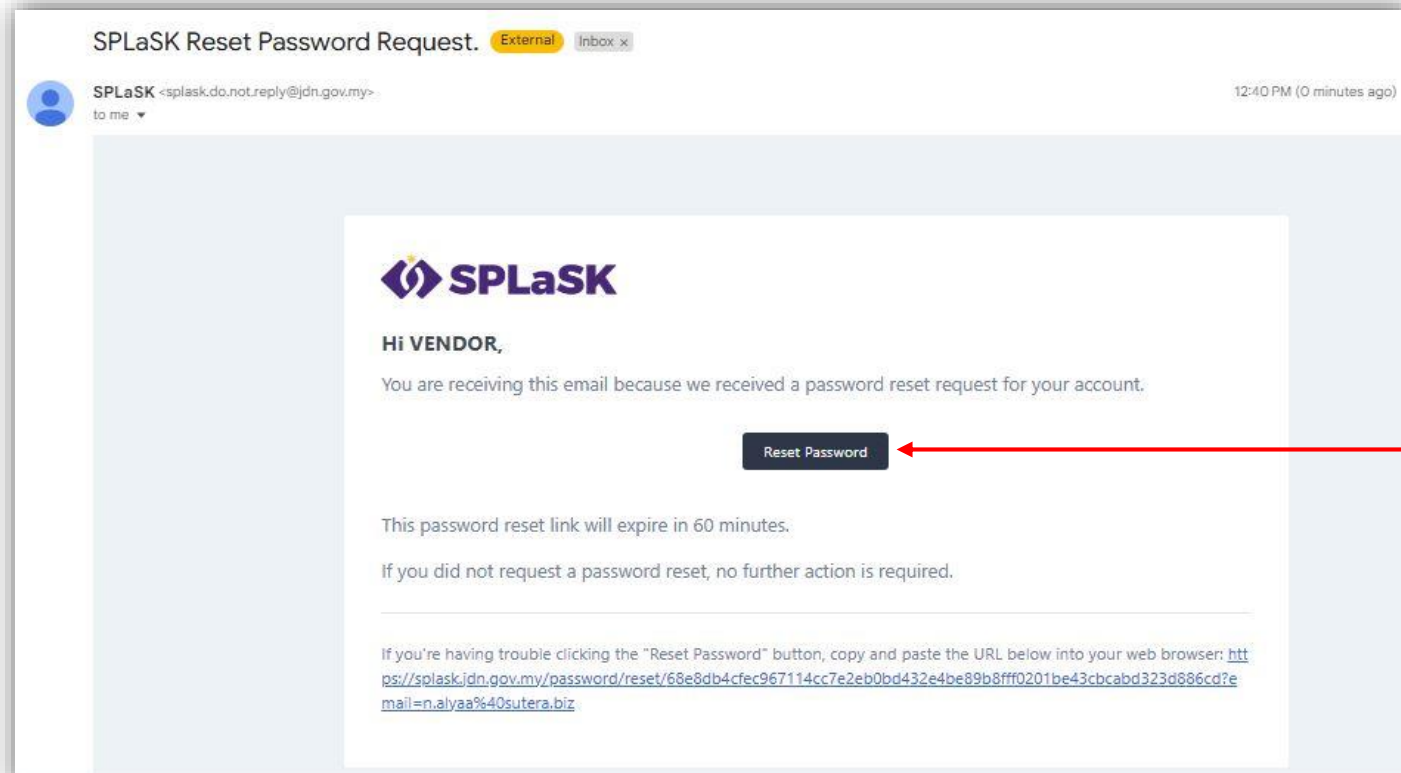 SPLaSK Reset Password Request. External Inbox x
SPLaSK <splask.do.not.reply@jdn.gov.my> 12:40 PM (0 minutes ago)
to me
SPLaSK
Hi VENDOR,
You are receiving this email because we received a password reset request for your account.
Reset Password
This password reset link will expire in 60 minutes.
If you did not request a password reset, no further action is required.
If you're having trouble clicking the "Reset Password" button, copy and paste the URL below into your web browser: htt
ps://splask.jdn.gov.my/password/reset/68e8db4cfec967114cc7e2eb0bd432e4be89b8fff0201be43cbcabd323d886cd?e
mail=n.alyaa%40sutera.biz